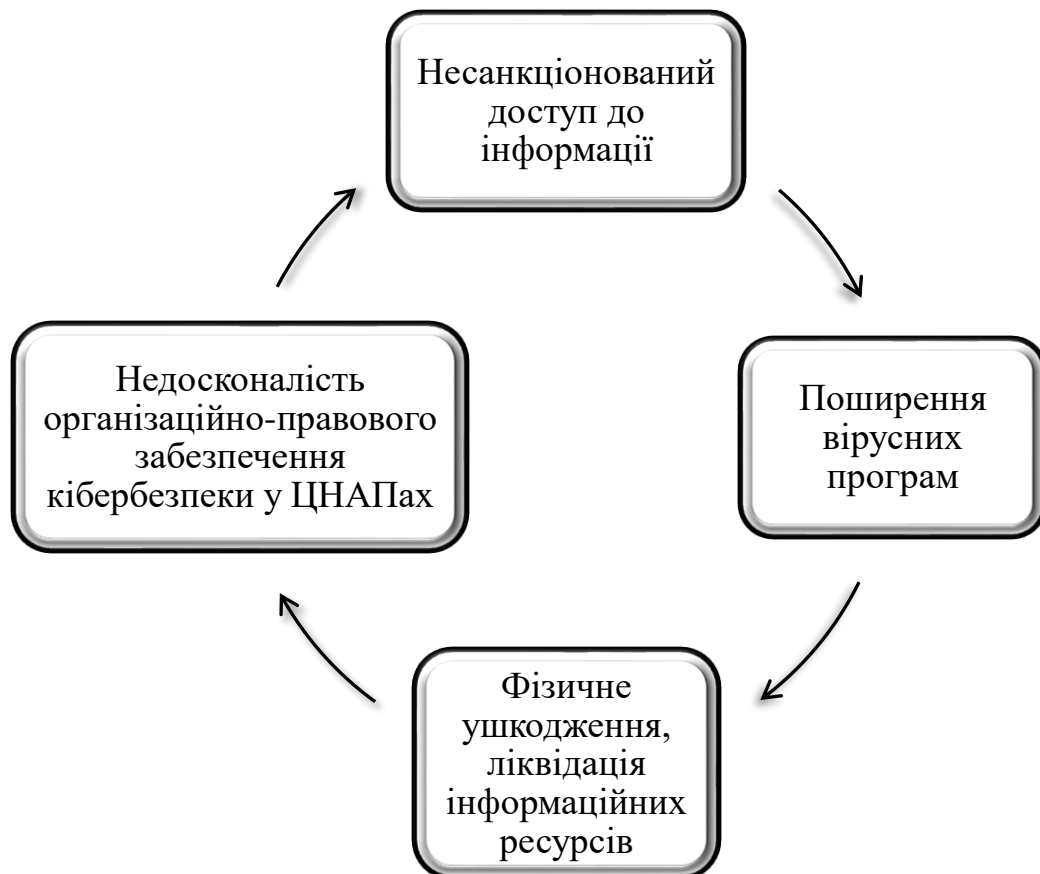 Несанкціонований
доступ до
інформації
Недосконалість
організаційно-правового
забезпечення
кібербезпеки у ЦНАПах
Поширення
вірусних
програм
Фізичне
ушкодження,
ліквідація
інформаційних
ресурсів